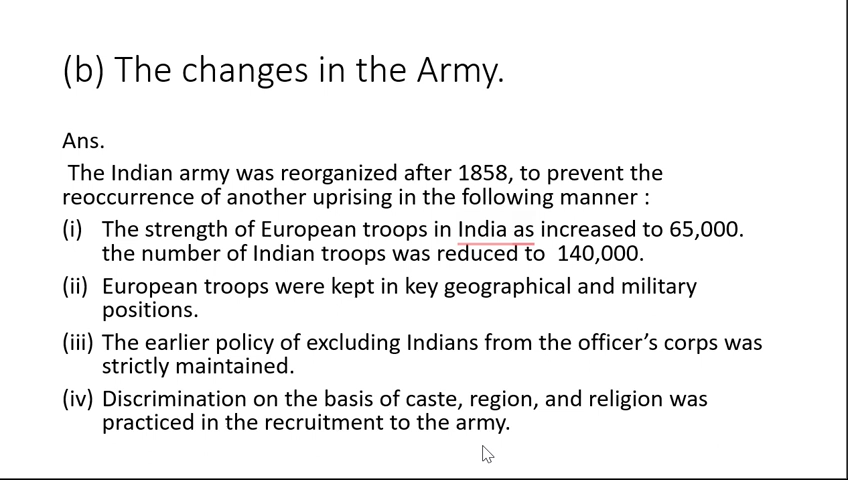 (b) The changes in the Army.
Ans.
The Indian army was reorganized after 1858, to prevent the
reoccurrence of another uprising in the following manner :
(i) The strength of European troops in India as increased to 65,000.
the number of Indian troops was reduced to 140,000.
(ii) European troops were kept in key geographical and military
positions.
(iii) The earlier policy of excluding Indians from the officer’s corps was
strictly maintained.
(iv) Discrimination on the basis of caste, region, and religion was
practiced in the recruitment to the army.